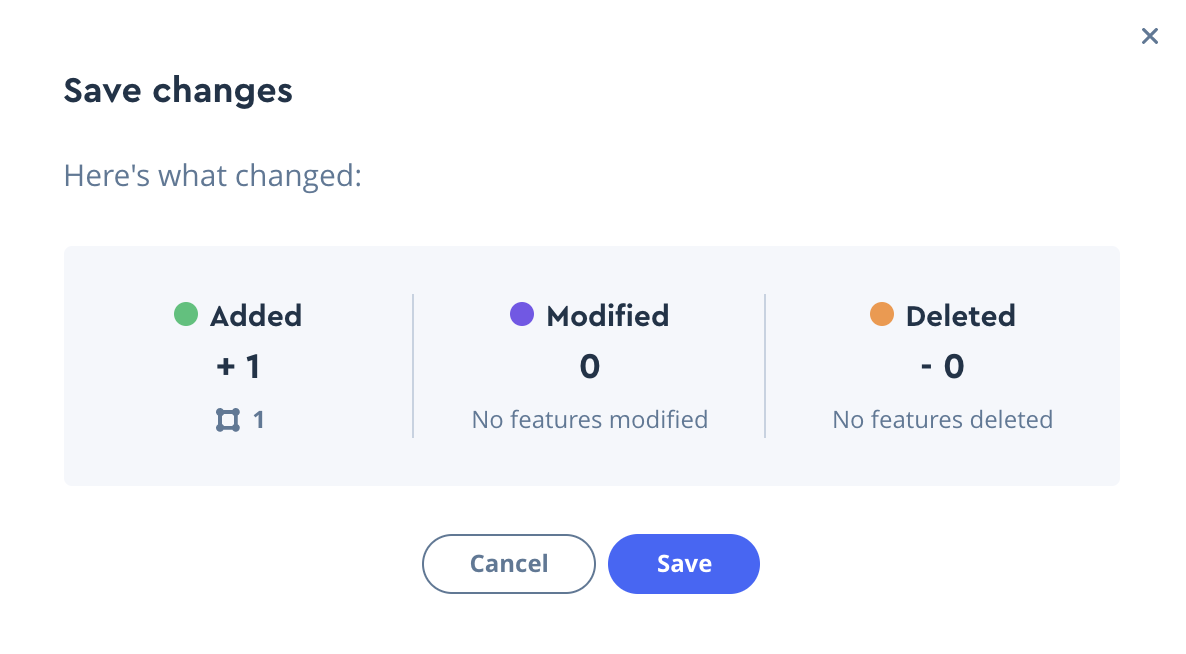 Save changes
Here's what changed:
Added
+ 1
1
Modified
0
No features modified
Deleted
- 0
No features deleted
Cancel
Save